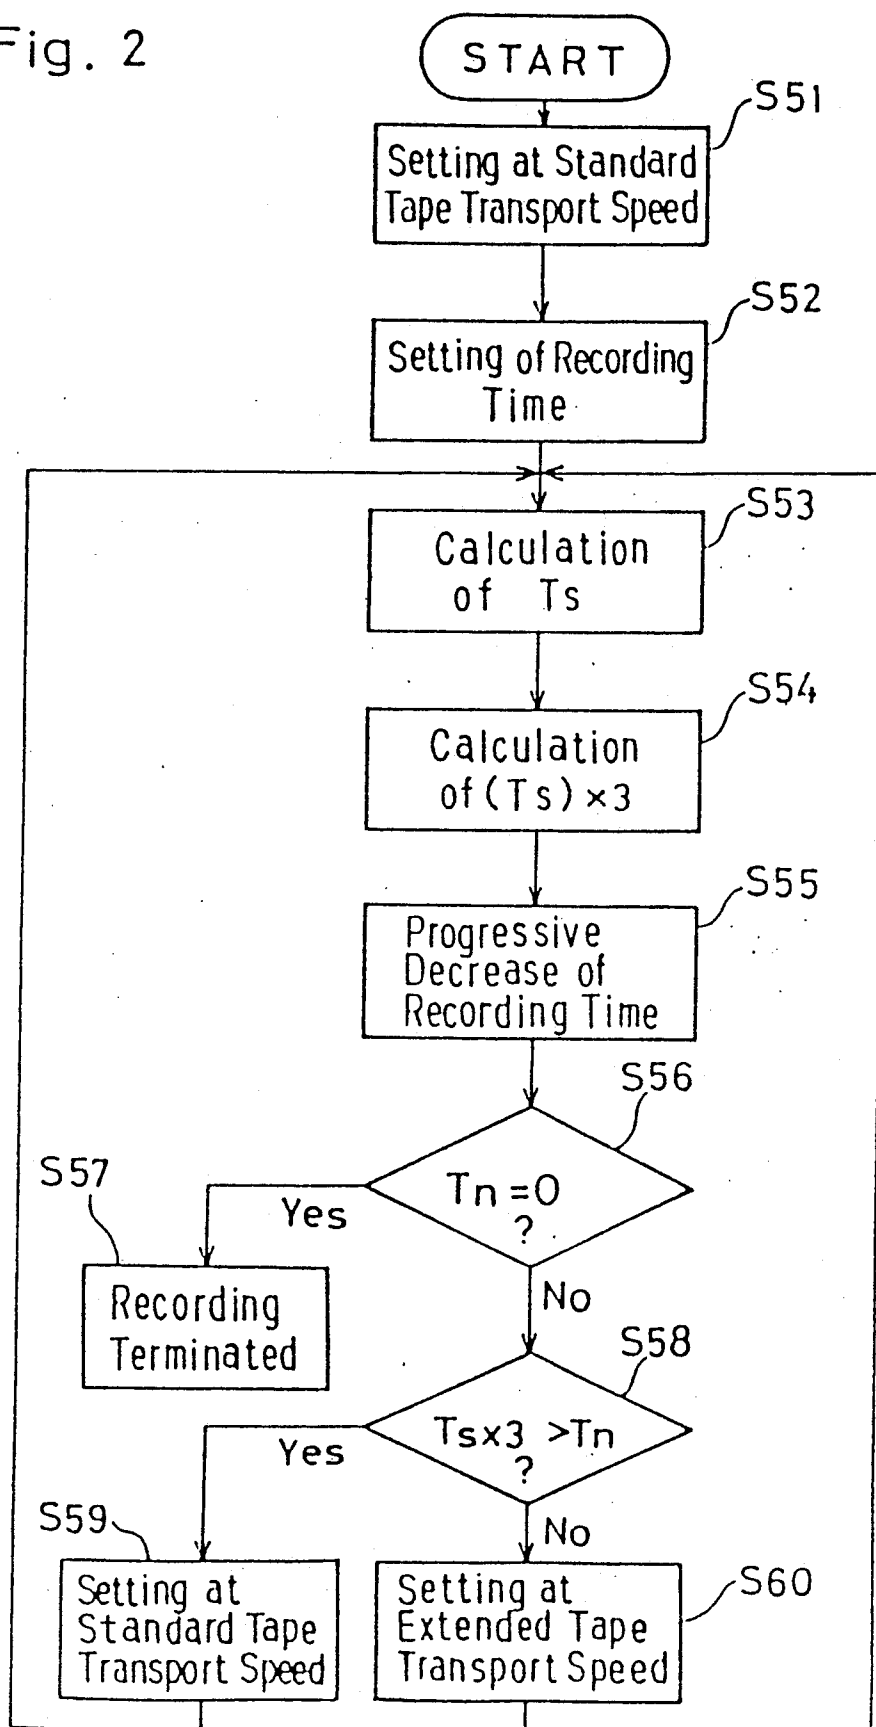 Fig. 2
START
S51
Setting at Standard
Tape Transport Speed
S52
Setting of Recording
Time
S53
Calculation
of Ts
S54
Calculation
of (Ts) ×3
S55
Progressive
Decrease of
Recording Time
S56
Tn =0
?
Yes
No
S57
Recording
Terminated
S58
Ts×3 >Tn
?
Yes
No
S59
Setting at
Standard Tape
Transport Speed
S60
Setting at
Extended Tape
Transport Speed